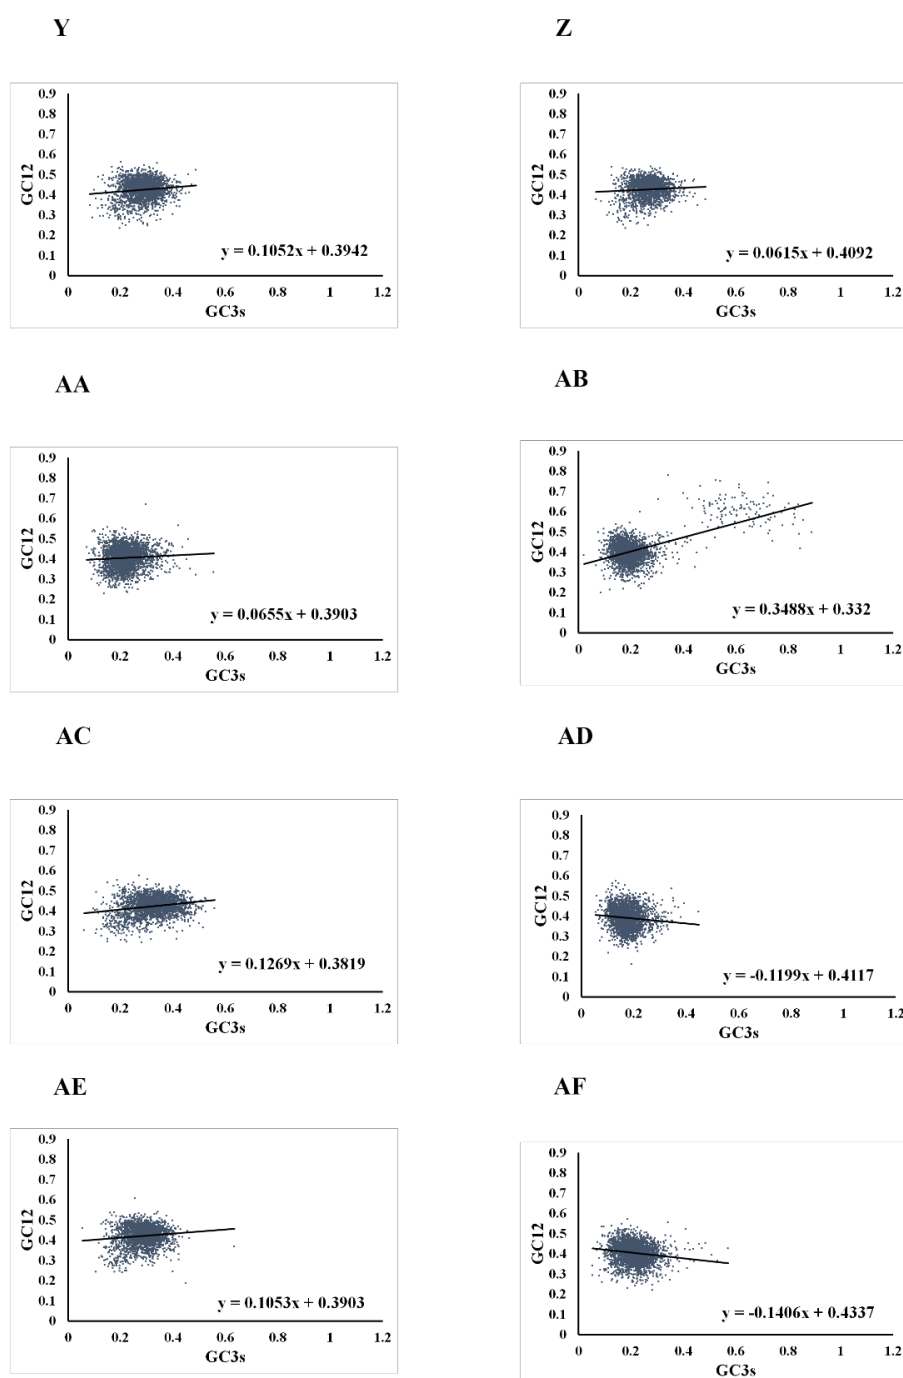 Y
0.9
0.8
0.7
0.6
0.5
0.4
0.3
0.2
0.1
0
GC12
y = 0.1052x + 0.3942
0 0.2 0.4 0.6 0.8 1 1.2
GC3s
Z
0.9
0.8
0.7
0.6
0.5
0.4
0.3
0.2
0.1
0
GC12
y = 0.0615x + 0.4092
0 0.2 0.4 0.6 0.8 1 1.2
GC3s
AA
0.9
0.8
0.7
0.6
0.5
0.4
0.3
0.2
0.1
0
GC12
y = 0.0655x + 0.3903
0 0.2 0.4 0.6 0.8 1 1.2
GC3s
AB
0.9
0.8
0.7
0.6
0.5
0.4
0.3
0.2
0.1
0
GC12
y = 0.3488x + 0.332
0 0.2 0.4 0.6 0.8 1 1.2
GC3s
AC
0.9
0.8
0.7
0.6
0.5
0.4
0.3
0.2
0.1
0
GC12
y = 0.1269x + 0.3819
0 0.2 0.4 0.6 0.8 1 1.2
GC3s
AD
0.9
0.8
0.7
0.6
0.5
0.4
0.3
0.2
0.1
0
GC12
y = -0.1199x + 0.4117
0 0.2 0.4 0.6 0.8 1 1.2
GC3s
AE
0.9
0.8
0.7
0.6
0.5
0.4
0.3
0.2
0.1
0
GC12
y = 0.1053x + 0.3903
0 0.2 0.4 0.6 0.8 1 1.2
GC3s
AF
0.9
0.8
0.7
0.6
0.5
0.4
0.3
0.2
0.1
0
GC12
y = -0.1406x + 0.4337
0 0.2 0.4 0.6 0.8 1 1.2
GC3s